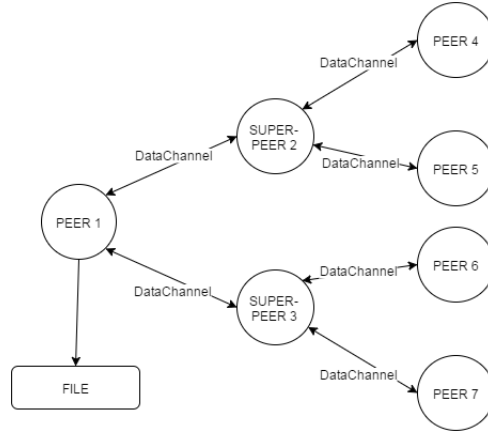 PEER 4
DataChannel
SUPER-
PEER 2
DataChannel
DataChannel
PEER 5
PEER 1
PEER 6
DataChannel
DataChannel
SUPER-
PEER 3
DataChannel
FILE
PEER 7